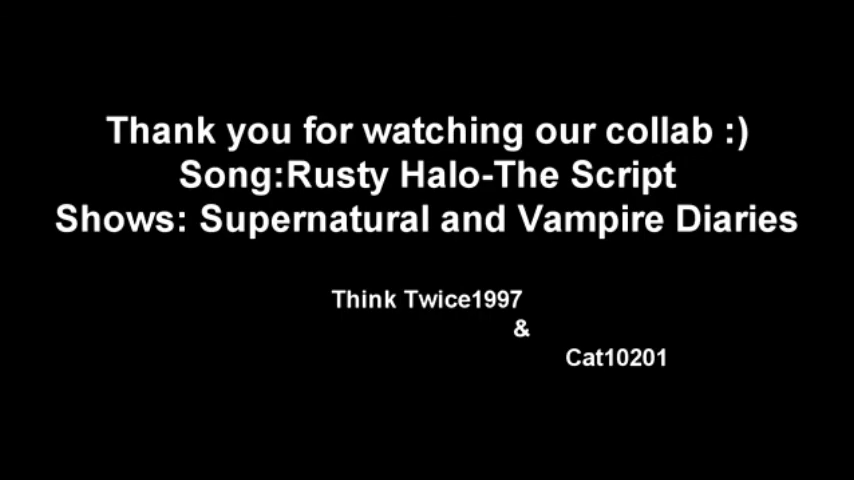 Thank you for watching our collab :)
Song:Rusty Halo-The Script
Shows: Supernatural and Vampire Diaries
Think Twice1997
&
Cat10201